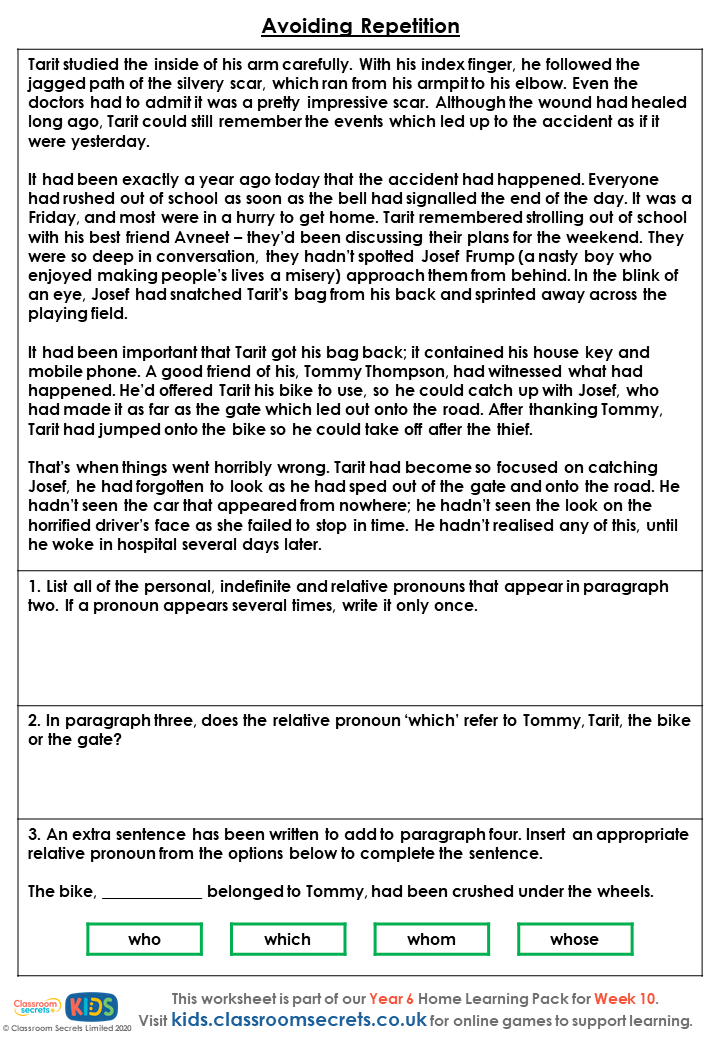 Avoiding Repetition
Tarit studied the inside of his arm carefully. With his index finger, he followed the
jagged path of the silvery scar, which ran from his armpit to his elbow. Even the
doctors had to admit it was a pretty impressive scar. Although the wound had healed
long ago, Tarit could still remember the events which led up to the accident as if it
were yesterday.
It had been exactly a year ago today that the accident had happened. Everyone
had rushed out of school as soon as the bell had signalled the end of the day. It was a
Friday, and most were in a hurry to get home. Tarit remembered strolling out of school
with his best friend Avneet – they'd been discussing their plans for the weekend. They
were so deep in conversation, they hadn't spotted Josef Frump (a nasty boy who
enjoyed making people's lives a misery) approach them from behind. In the blink of
an eye, Josef had snatched Tarit's bag from his back and sprinted away across the
playing field.
It had been important that Tarit got his bag back; it contained his house key and
mobile phone. A good friend of his, Tommy Thompson, had witnessed what had
happened. He'd offered Tarit his bike to use, so he could catch up with Josef, who
had made it as far as the gate which led out onto the road. After thanking Tommy,
Tarit had jumped onto the bike so he could take off after the thief.
That's when things went horribly wrong. Tarit had become so focused on catching
Josef, he had forgotten to look as he had sped out of the gate and onto the road. He
hadn't seen the car that appeared from nowhere; he hadn't seen the look on the
horrified driver's face as she failed to stop in time. He hadn't realised any of this, until
he woke in hospital several days later.
1. List all of the personal, indefinite and relative pronouns that appear in paragraph
two. If a pronoun appears several times, write it only once.
2. In paragraph three, does the relative pronoun 'which' refer to Tommy, Tarit, the bike
or the gate?
3. An extra sentence has been written to add to paragraph four. Insert an appropriate
relative pronoun from the options below to complete the sentence.
The bike, ____________ belonged to Tommy, had been crushed under the wheels.
who which whom whose
Classroom
secrets KIDS
© Classroom Secrets Limited 2020
This worksheet is part of our Year 6 Home Learning Pack for Week 10.
Visit kids.classroomsecrets.co.uk for online games to support learning.